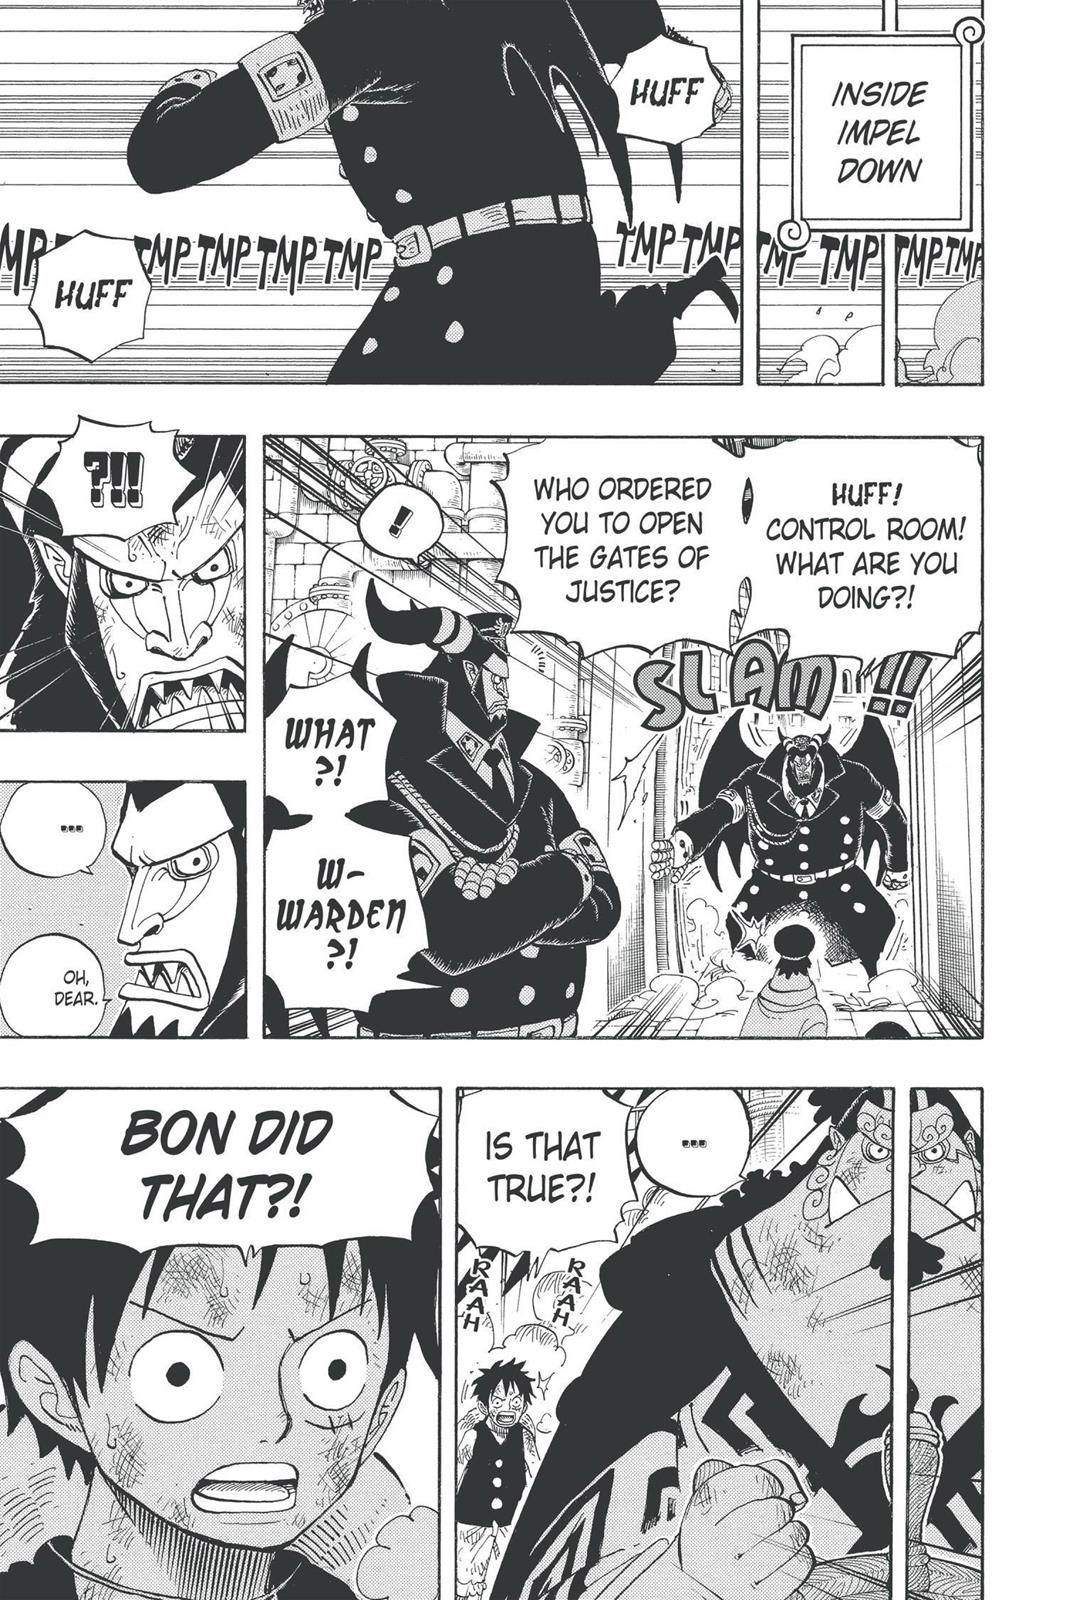 INSIDE
IMPEL
DOWN
TMP TMP
TMP TMP
TMP TMP
HUFF
TMP TMP TMP TMP
HUFF
HUFF!
CONTROL ROOM!
WHAT ARE YOU
DOING?!
WHO ORDERED
YOU TO OPEN
THE GATES OF
JUSTICE?
SLAM!!
!
WHAT
?!
W-
WARDEN
?!
?!!
...
OH,
DEAR.
...
IS THAT
TRUE?!
RAAH
RAAH
BON DID
THAT?!